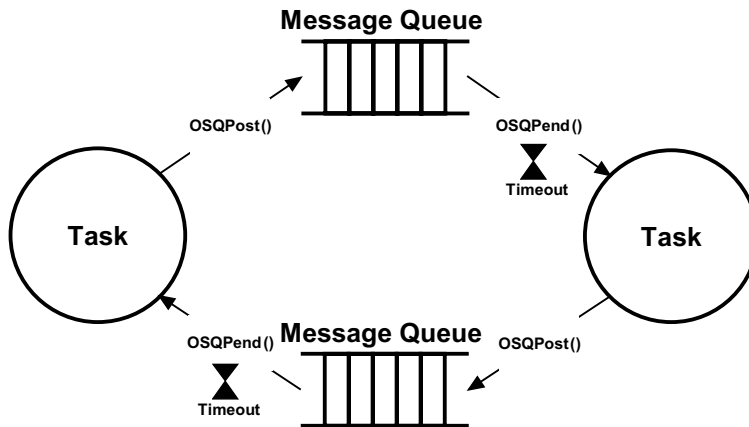 Message Queue
OSQPost()
OSQPend()
Timeout
Task
Task
Message Queue
OSQPend()
OSQPost()
Timeout